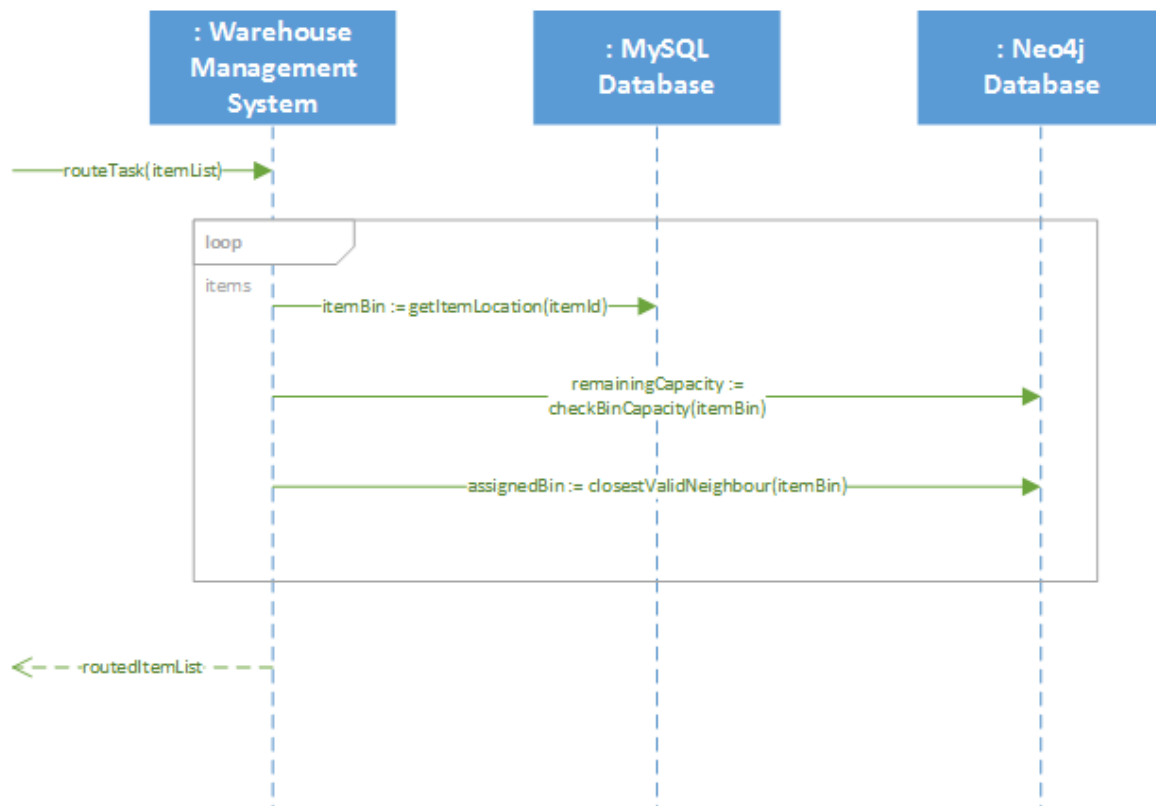 : Warehouse
Management
System
: MySQL
Database
: Neo4j
Database
routeTask(itemList)
loop
items
itemBin := getItemLocation(itemId)
remainingCapacity :=
checkBinCapacity(itemBin)
assignedBin := closestValidNeighbour(itemBin)
routedItemList